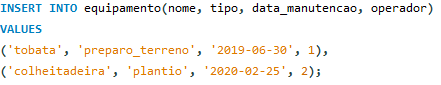 INSERT INTO equipamento(nome, tipo, data_manutencao, operador)
VALUES
('tobata', 'preparo_terreno', '2019-06-30', 1),
('colheitadeira', 'plantio', '2020-02-25', 2);